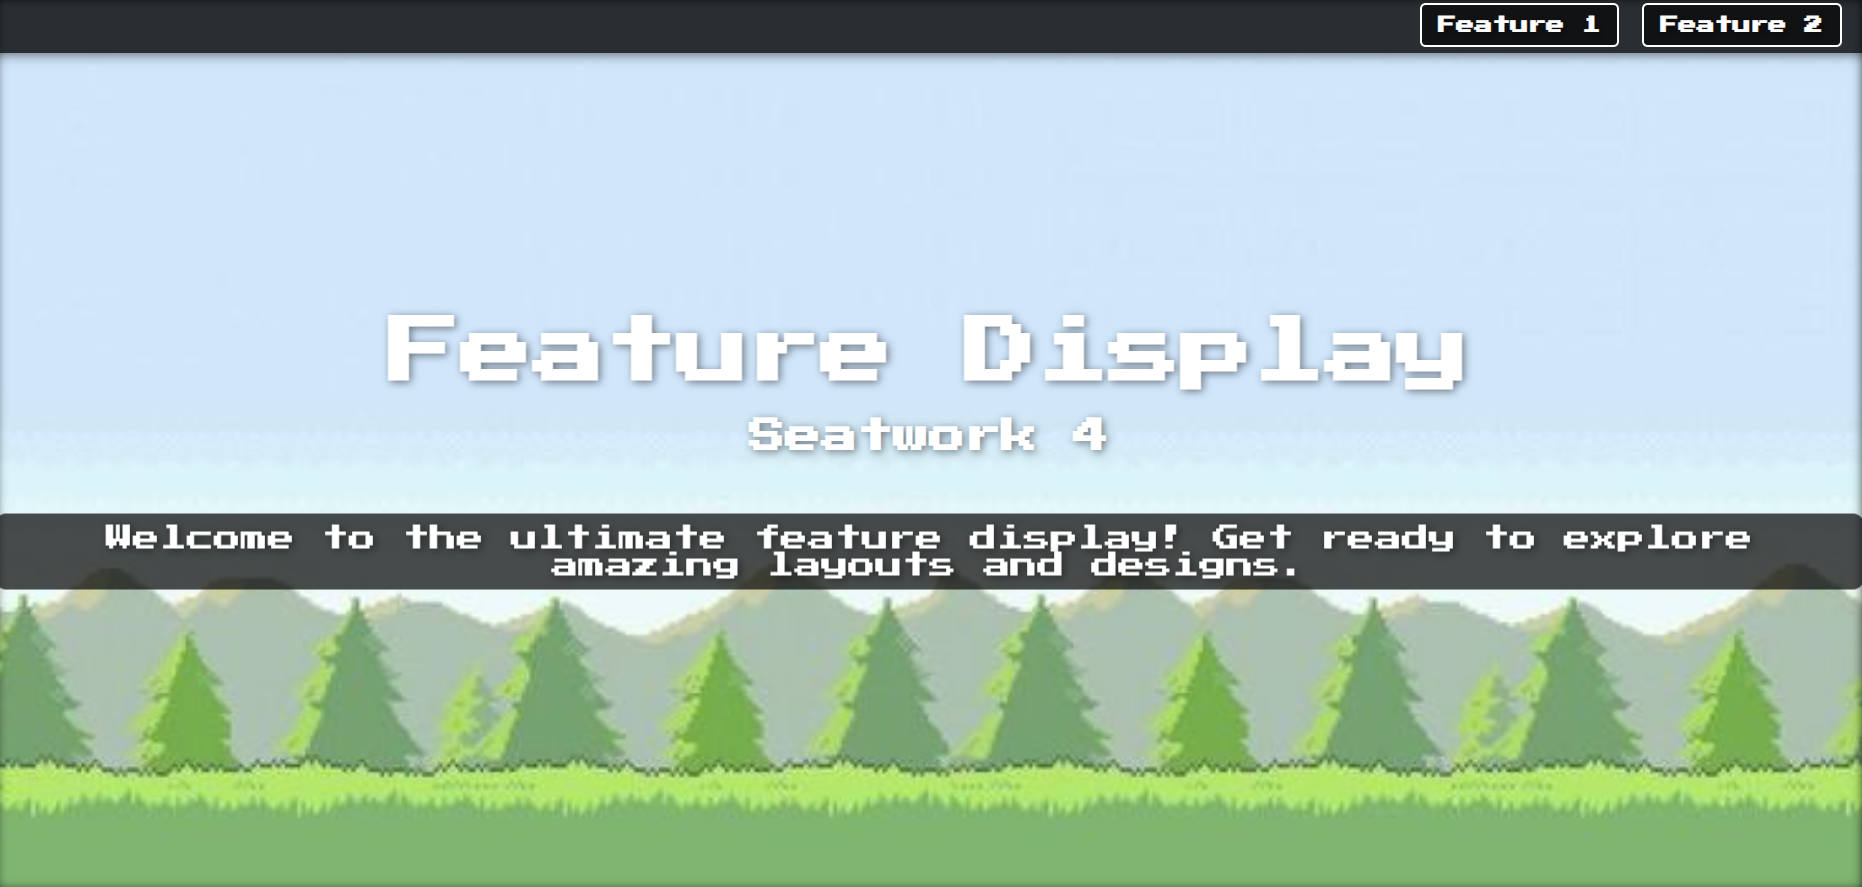 Feature 1
Feature 2
Feature Display
Seatwork 4
Welcome to the ultimate feature display! Get ready to explore
amazing layouts and designs.